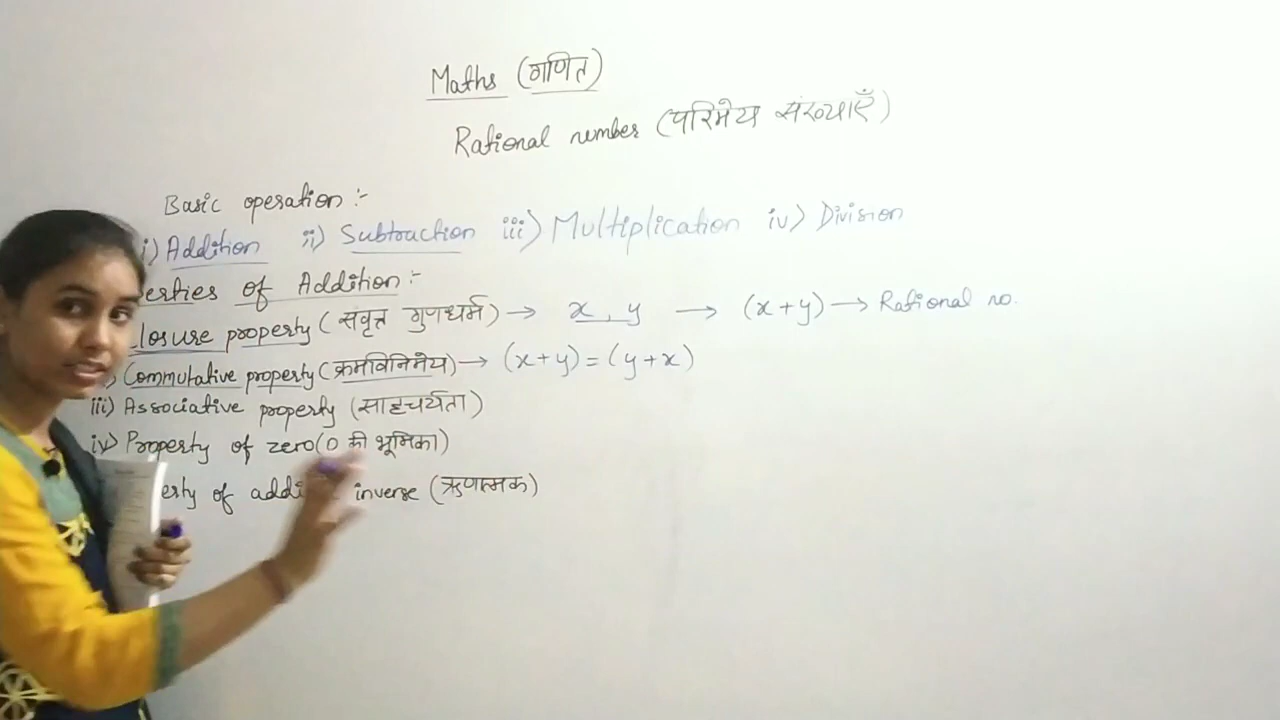 Maths (गणित)
Rational number (परिमेय संख्याएँ)
Basic operation :-
i) Addition ii) Subtraction iii) Multiplication iv) Division
erties of Addition :-
losure property (संवृत्त गुणधर्म) → x , y → (x+y) → Rational no.
) Commutative property (क्रमविनिमेय) → (x+y) = (y+x)
iii) Associative property (साहचर्यता)
iv) Property of zero (0 की भूमिका)
erty of addi inverse (ऋणात्मक)